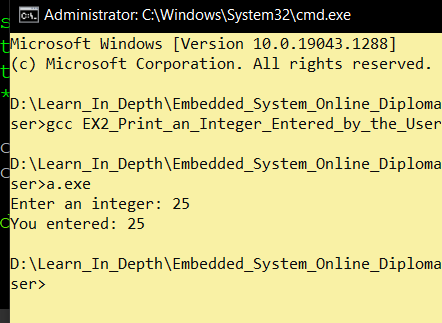 Administrator: C:\Windows\System32\cmd.exe
Microsoft Windows [Version 10.0.19043.1288]
(c) Microsoft Corporation. All rights reserved.
D:\Learn_In_Depth\Embedded_System_Online_Diploma
ser>gcc EX2_Print_an_Integer_Entered_by_the_User
D:\Learn_In_Depth\Embedded_System_Online_Diploma
ser>a.exe
Enter an integer: 25
You entered: 25
D:\Learn_In_Depth\Embedded_System_Online_Diploma
ser>